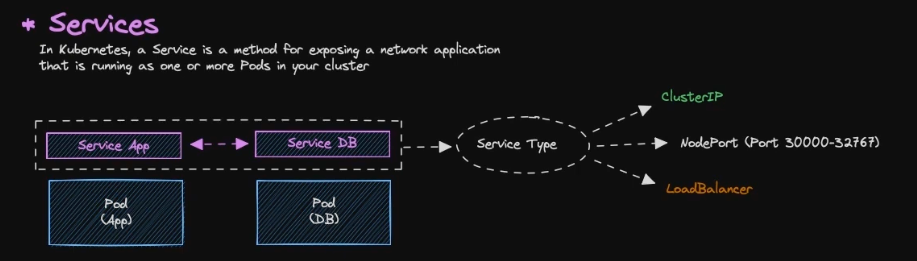 * Services
In Kubernetes, a Service is a method for exposing a network application
that is running as one or more Pods in your cluster
ClusterIP
Service App
Service DB
Service Type
NodePort (Port 30000-32767)
LoadBalancer
Pod
(App)
Pod
(DB)